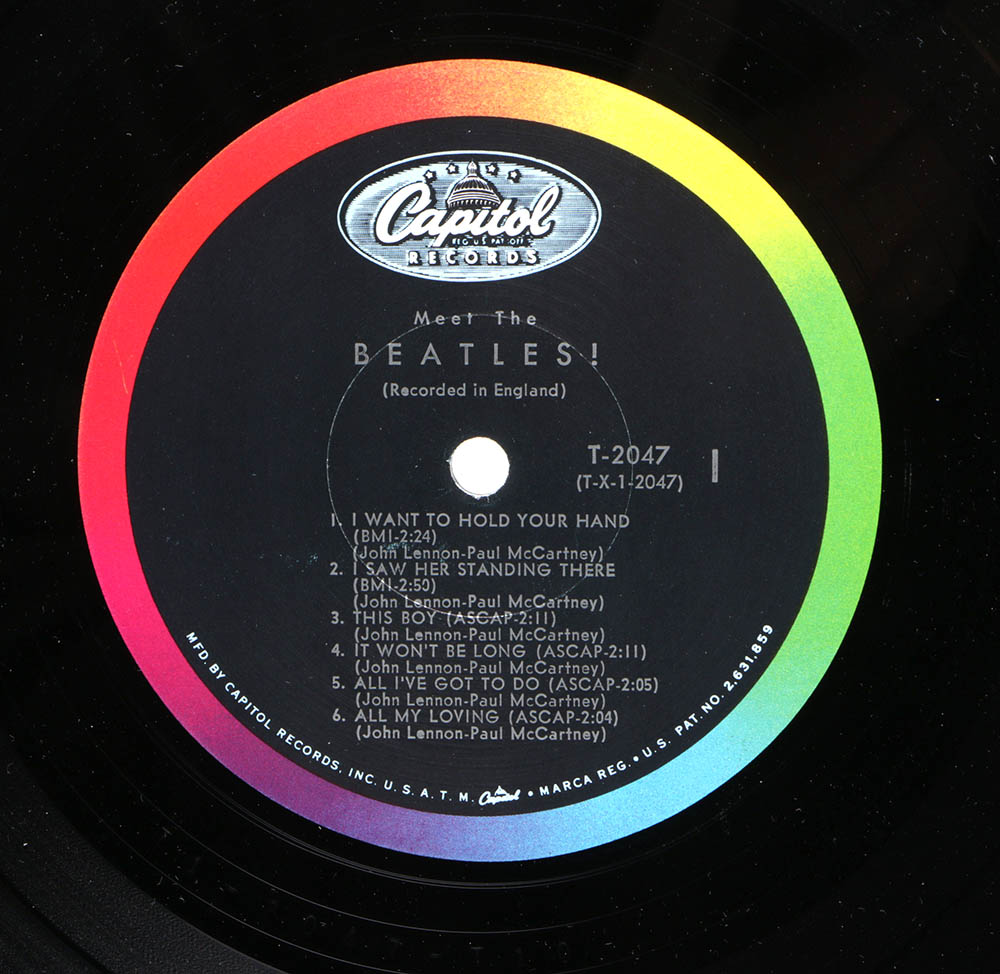 Capitol
REG U S PAT OFF
RECORDS
Meet The
BEATLES!
(Recorded in England)
T-2047
(T-X-1-2047)
1
1. I WANT TO HOLD YOUR HAND
(BMI-2:24)
(John Lennon-Paul McCartney)
2. I SAW HER STANDING THERE
(BMI-2:50)
(John Lennon-Paul McCartney)
3. THIS BOY (ASCAP-2:11)
(John Lennon-Paul McCartney)
4. IT WON'T BE LONG (ASCAP-2:11)
(John Lennon-Paul McCartney)
5. ALL I'VE GOT TO DO (ASCAP-2:05)
(John Lennon-Paul McCartney)
6. ALL MY LOVING (ASCAP-2:04)
(John Lennon-Paul McCartney)
MFD. BY CAPITOL RECORDS, INC. U. S. A. T. M. Capitol • MARCA REG. • U.S. PAT. NO. 2,631,859